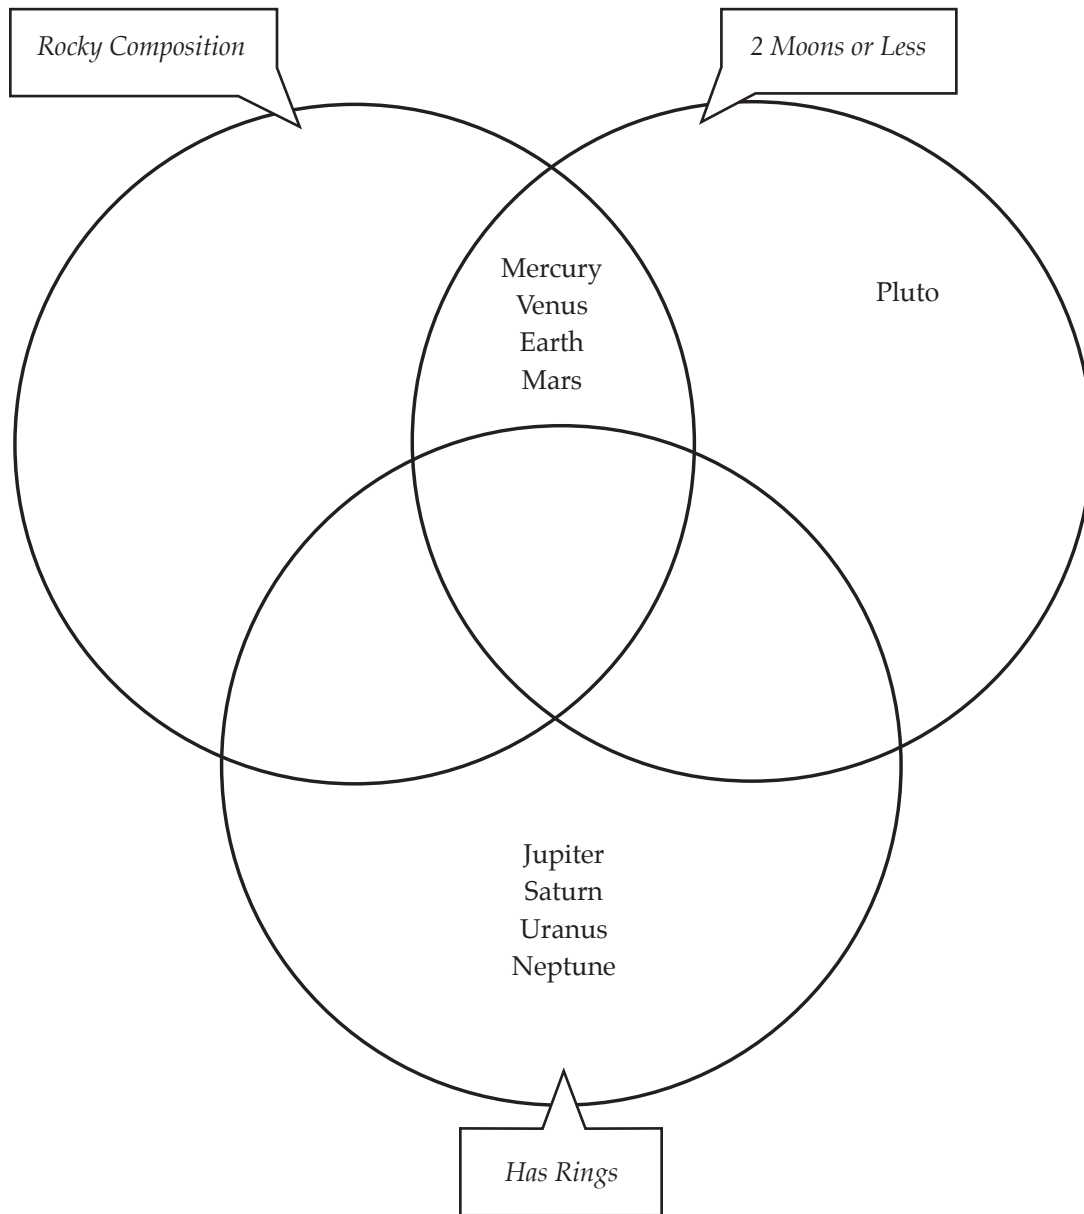 Rocky Composition
2 Moons or Less
Mercury
Venus
Earth
Mars
Pluto
Jupiter
Saturn
Uranus
Neptune
Has Rings